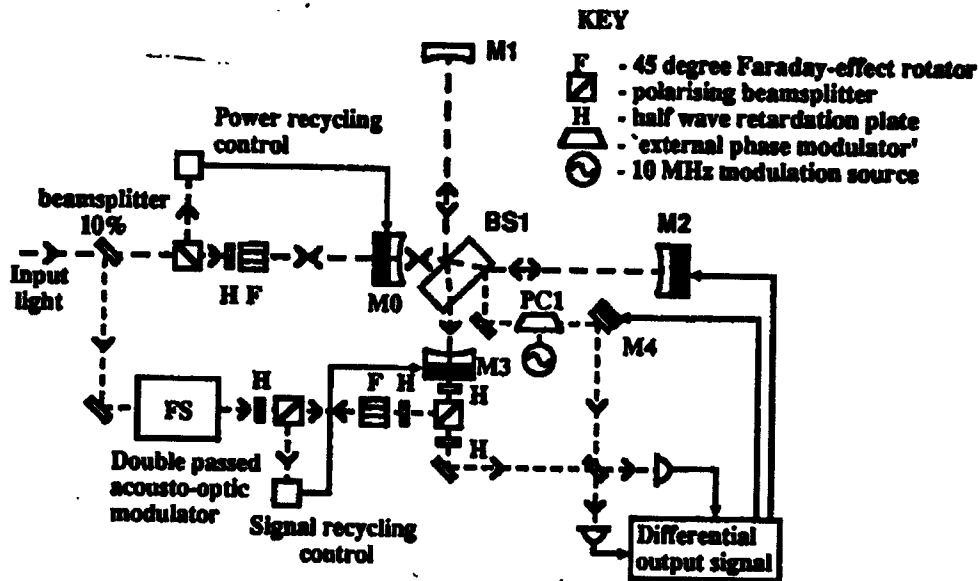 KEY
F - 45 degree Faraday-effect rotator
- polarising beamsplitter
H - half wave retardation plate
- `external phase modulator'
- 10 MHz modulation source
M1
Power recycling
control
beamsplitter
10%
BS1
M2
Input
light
H F
M0
PC1
M4
M3
H
F H
H
FS
H
Double passed
acousto-optic
modulator
Signal recycling
control
Differential
output signal